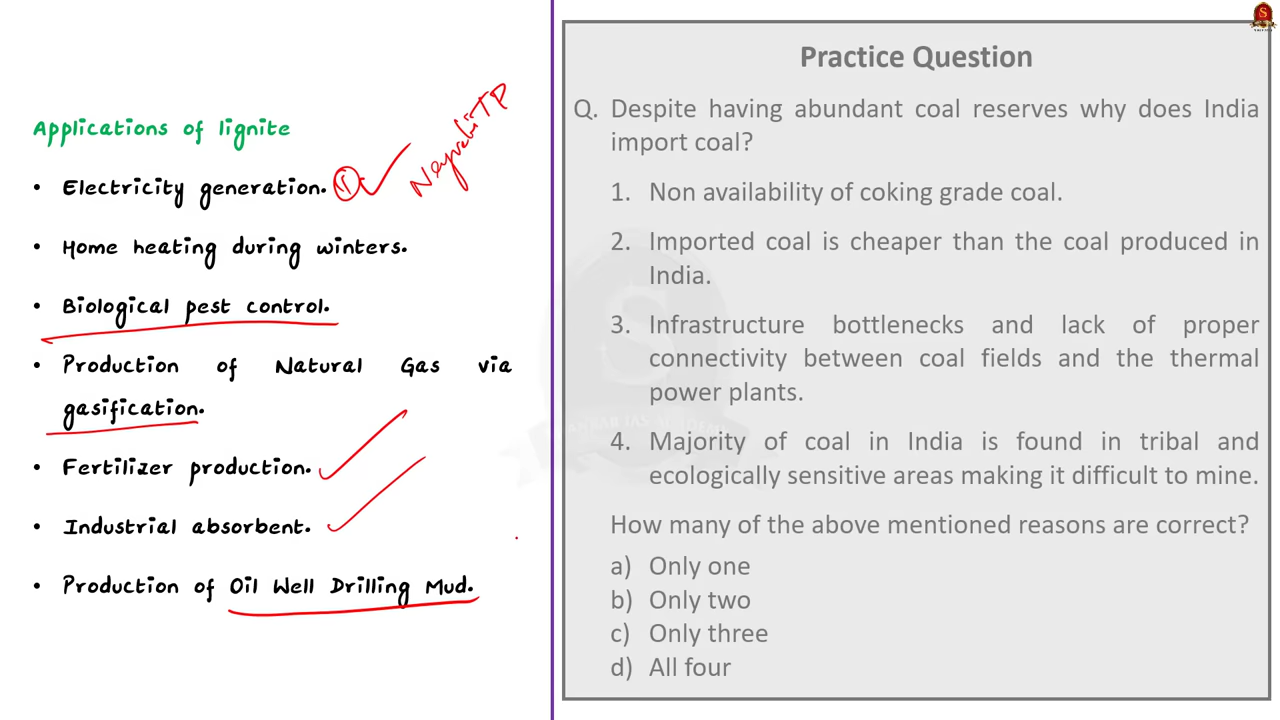 Applications of lignite
• Electricity generation. ①
NeyveliTP
• Home heating during winters.
• Biological pest control.
• Production of Natural Gas via
gasification.
• Fertilizer production.
• Industrial absorbent.
• Production of Oil Well Drilling Mud.
Practice Question
Q. Despite having abundant coal reserves why does India
import coal?
1. Non availability of coking grade coal.
2. Imported coal is cheaper than the coal produced in
India.
3. Infrastructure bottlenecks and lack of proper
connectivity between coal fields and the thermal
power plants.
4. Majority of coal in India is found in tribal and
ecologically sensitive areas making it difficult to mine.
How many of the above mentioned reasons are correct?
a) Only one
b) Only two
c) Only three
d) All four
S